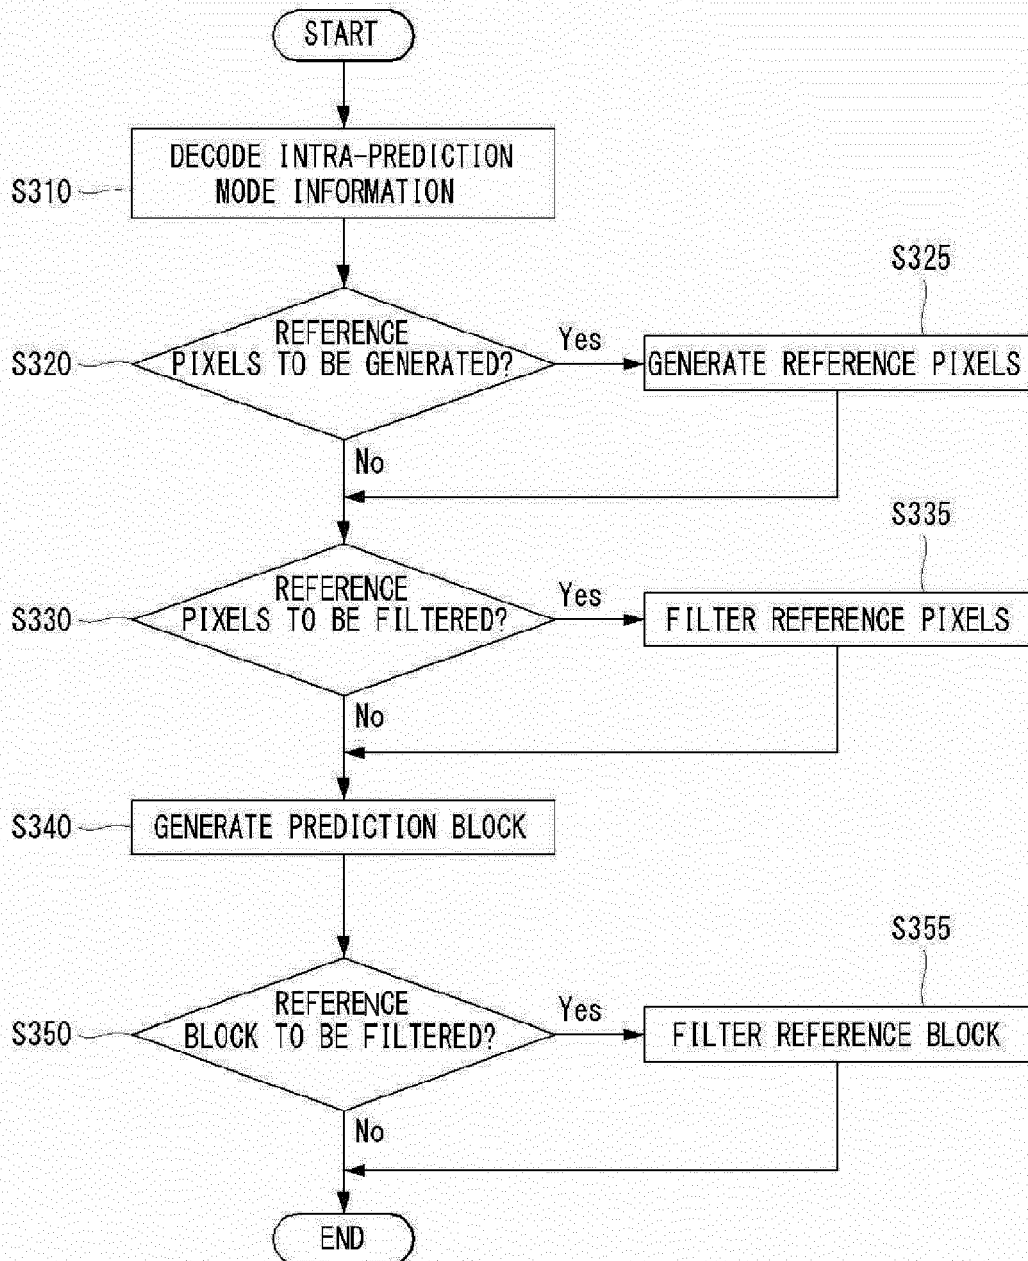 START
DECODE INTRA-PREDICTION
MODE INFORMATION
S310
S325
REFERENCE
PIXELS TO BE GENERATED?
S320
Yes
GENERATE REFERENCE PIXELS
No
S335
REFERENCE
PIXELS TO BE FILTERED?
S330
Yes
FILTER REFERENCE PIXELS
No
S340
GENERATE PREDICTION BLOCK
S355
REFERENCE
BLOCK TO BE FILTERED?
S350
Yes
FILTER REFERENCE BLOCK
No
END